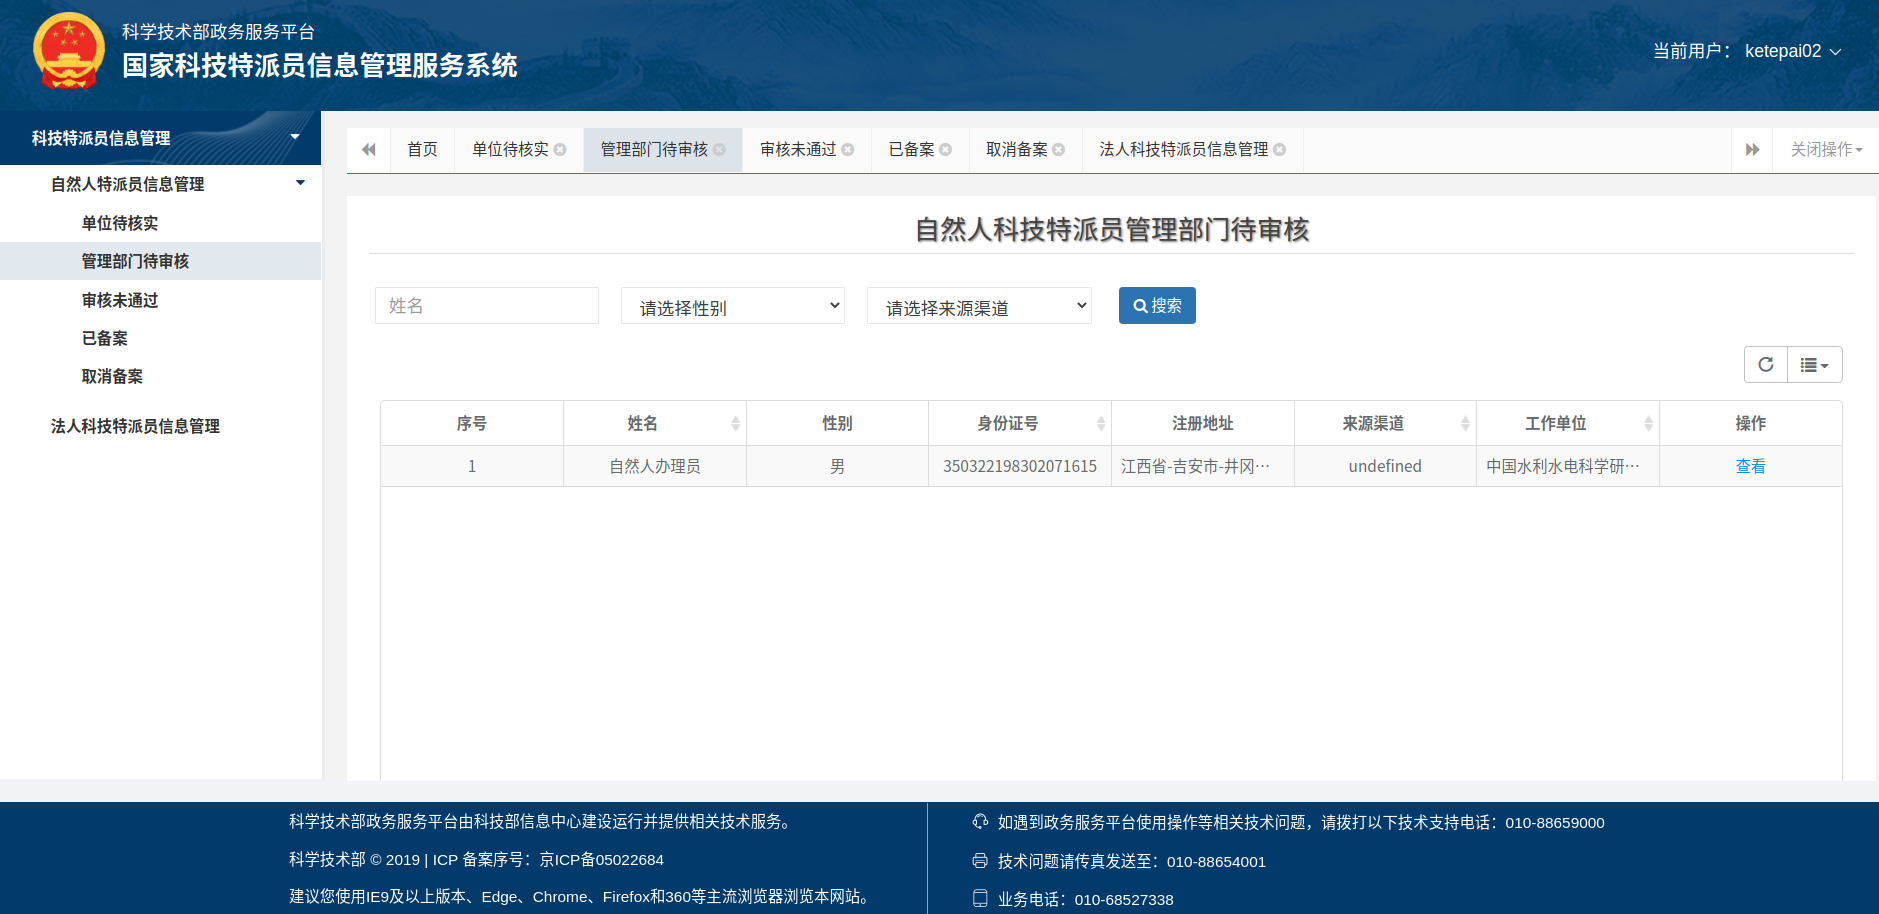 科学技术部政务服务平台
国家科技特派员信息管理服务系统
当前用户： ketepai02
科技特派员信息管理
自然人特派员信息管理
单位待核实
管理部门待审核
审核未通过
已备案
取消备案
法人科技特派员信息管理
首页 单位待核实 管理部门待审核 审核未通过 已备案 取消备案 法人科技特派员信息管理 关闭操作
自然人科技特派员管理部门待审核
姓名 请选择性别 请选择来源渠道 搜索
序号 姓名 性别 身份证号 注册地址 来源渠道 工作单位 操作
1 自然人办理员 男 350322198302071615 江西省-吉安市-井冈… undefined 中国水利水电科学研… 查看
科学技术部政务服务平台由科技部信息中心建设运行并提供相关技术服务。
科学技术部 © 2019 | ICP 备案序号：京ICP备05022684
建议您使用IE9及以上版本、Edge、Chrome、Firefox和360等主流浏览器浏览本网站。
如遇到政务服务平台使用操作等相关技术问题，请拨打以下技术支持电话：010-88659000
技术问题请传真发送至：010-88654001
业务电话：010-68527338